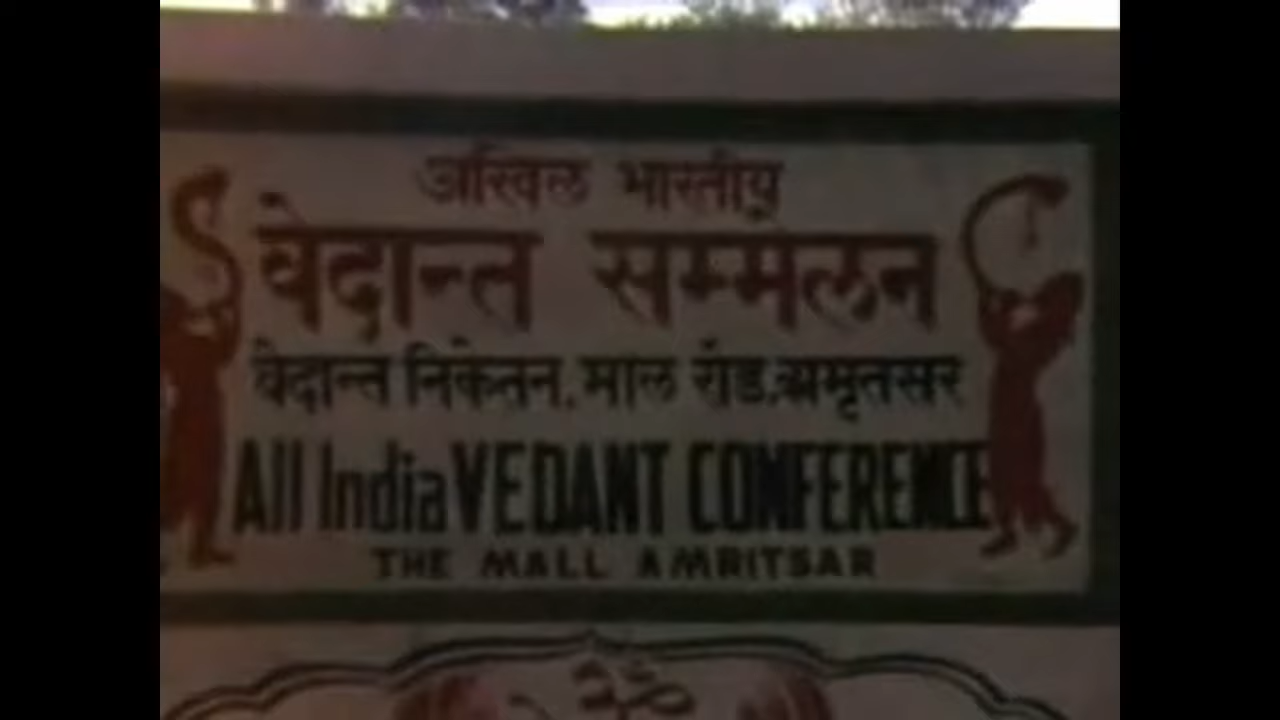 अखिल भारतीय
वेदान्त सम्मेलन
वेदान्त निकेतन. माल रोड. अमृतसर
All India VEDANT CONFERENCE
THE MALL AMRITSAR
ॐ